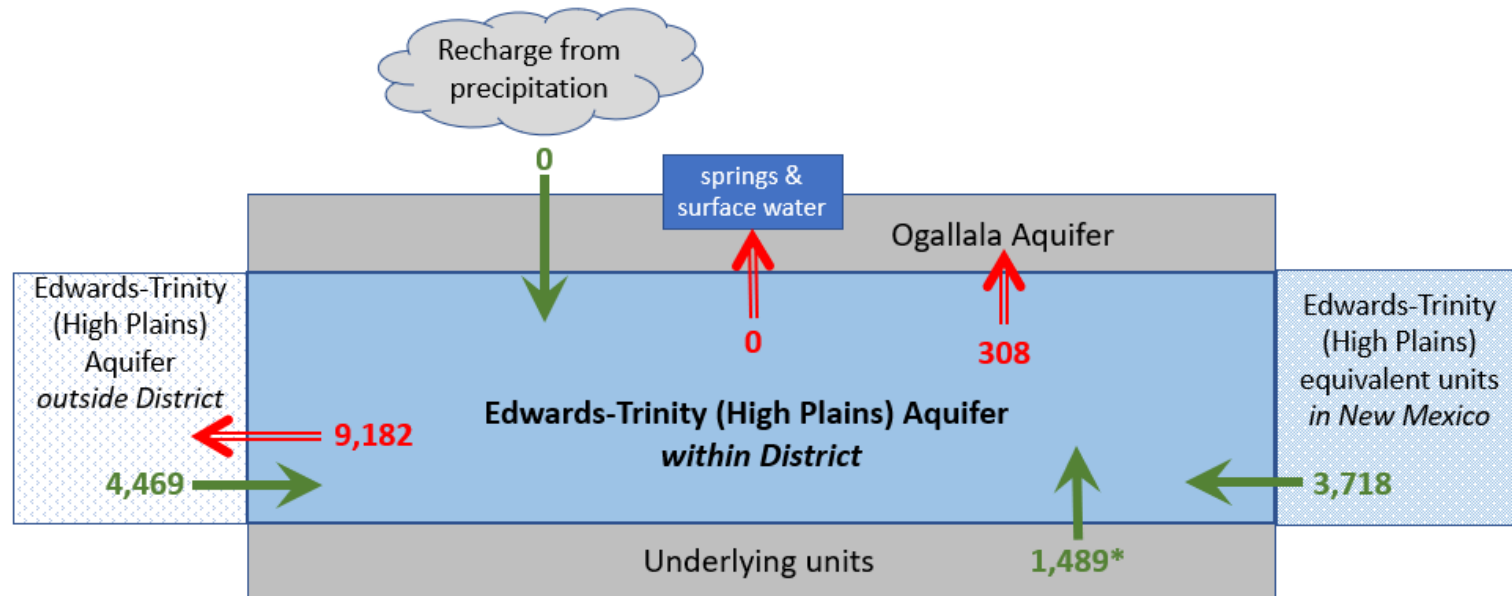 Recharge from
precipitation
0
springs &
surface water
Ogallala Aquifer
Edwards-Trinity
(High Plains)
Aquifer
outside District
0
308
Edwards-Trinity
(High Plains)
equivalent units
in New Mexico
Edwards-Trinity (High Plains) Aquifer
within District
9,182
4,469
3,718
Underlying units
1,489*